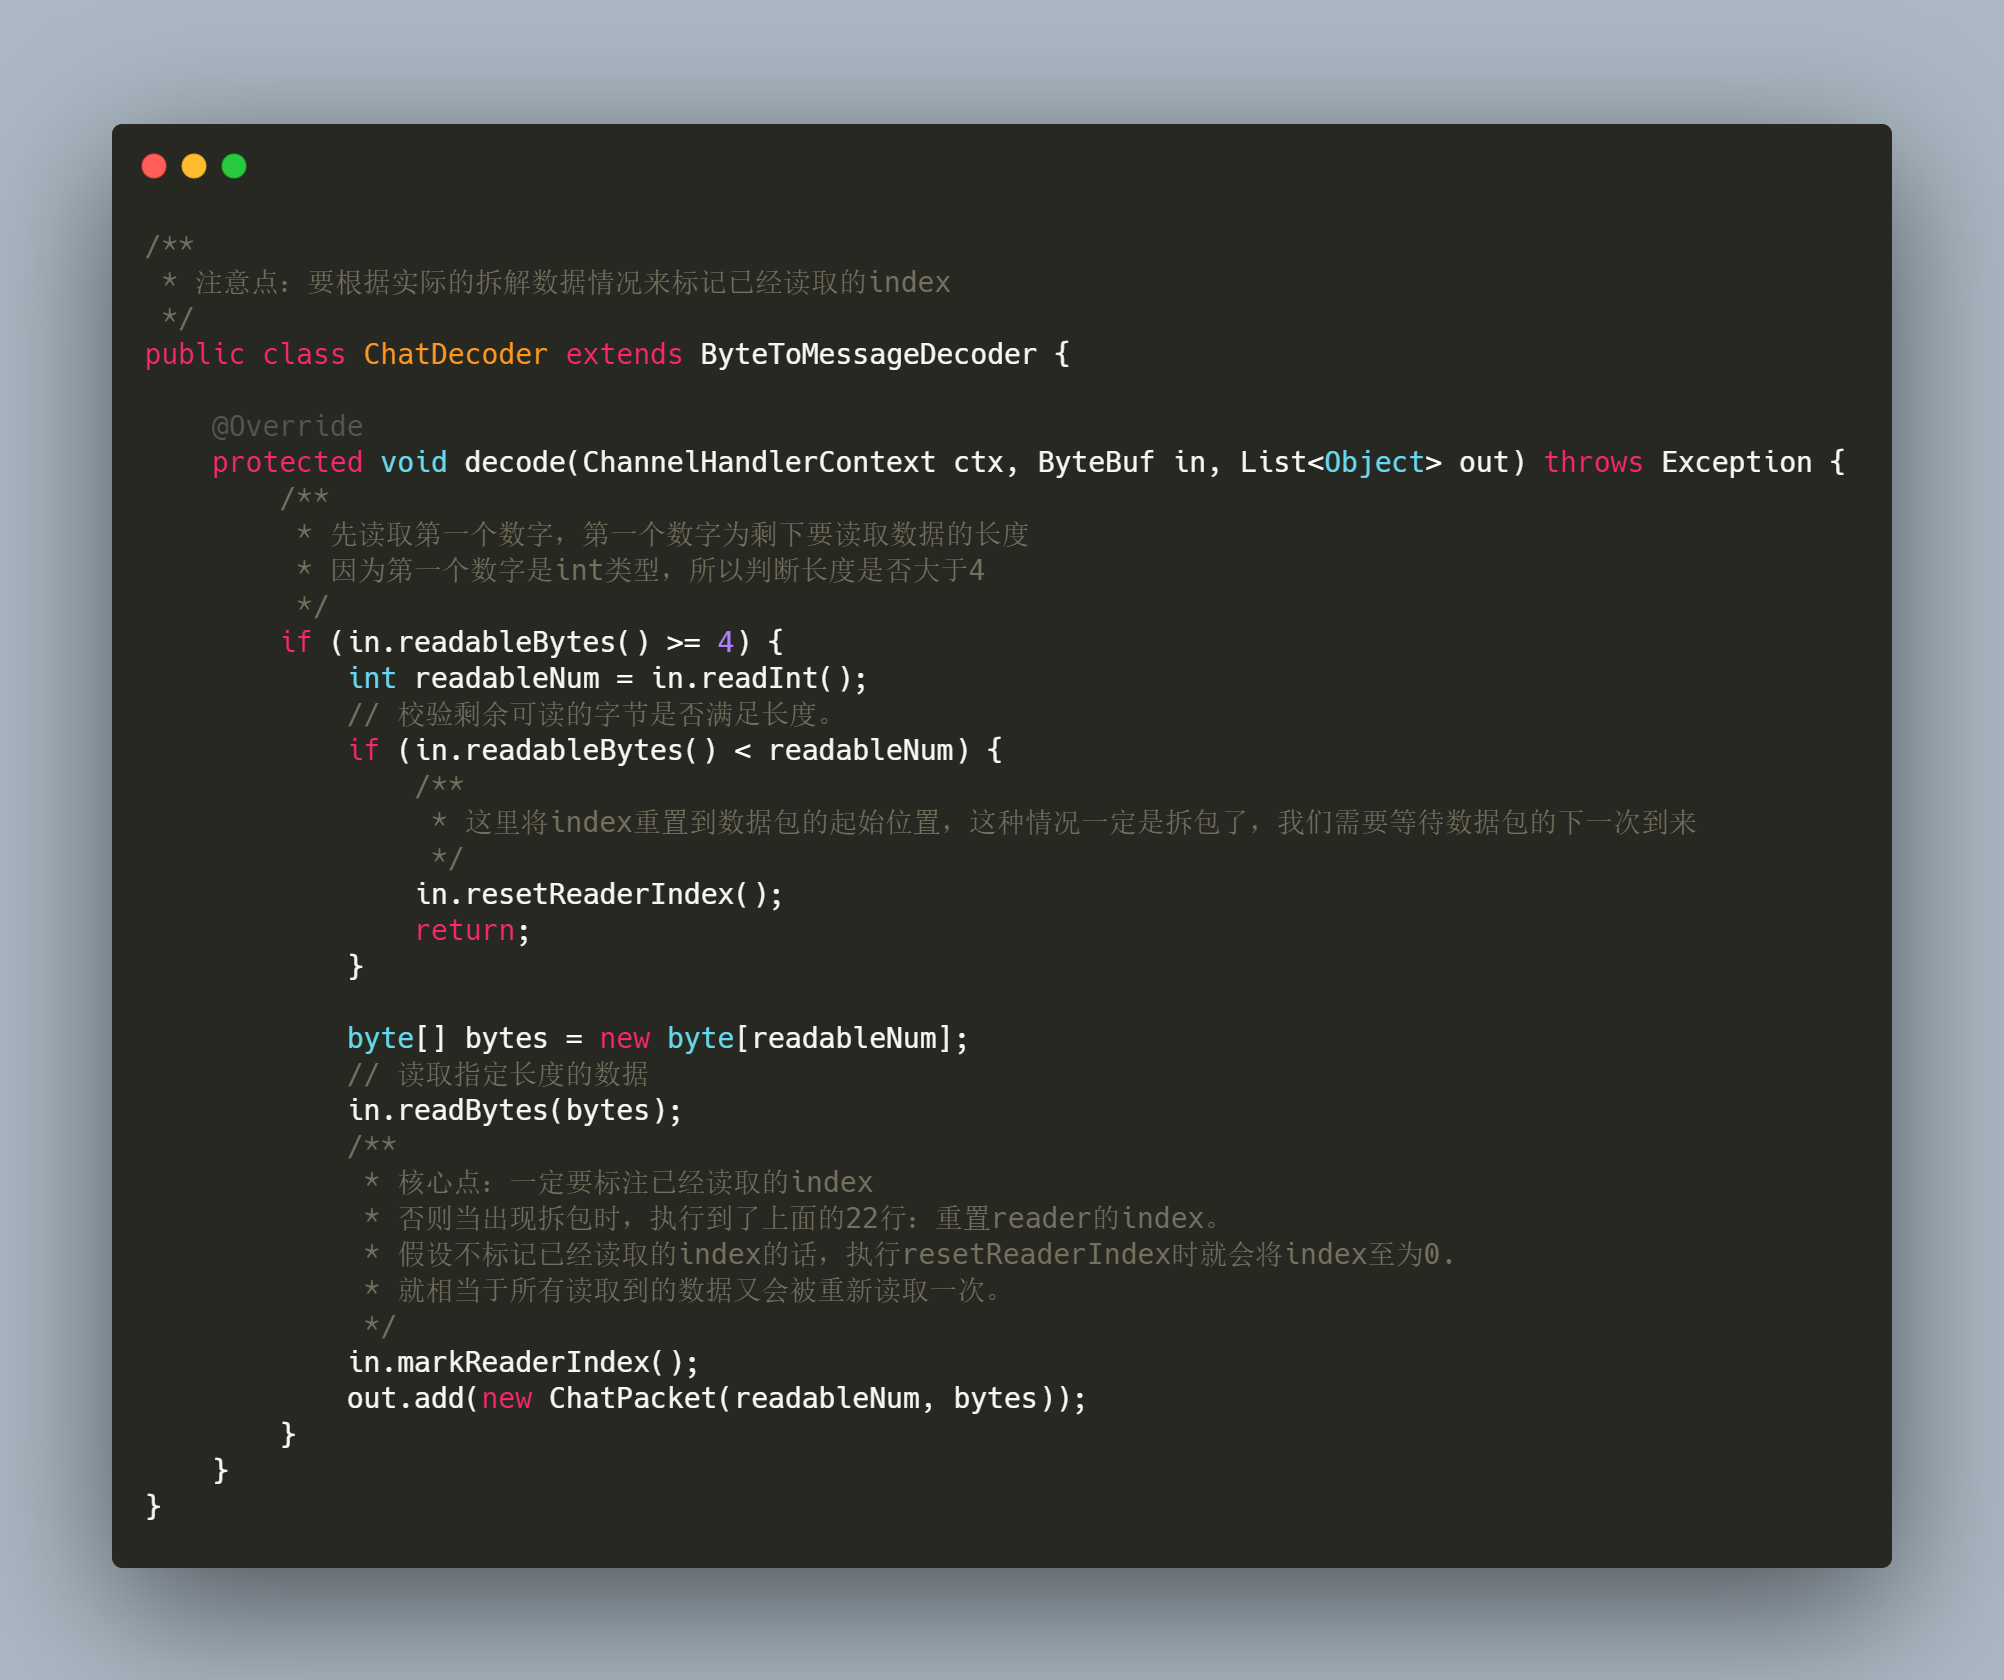 /**
 * 注意点：要根据实际的拆解数据情况来标记已经读取的index
 */
public class ChatDecoder extends ByteToMessageDecoder {
    @Override
    protected void decode(ChannelHandlerContext ctx, ByteBuf in, List<Object> out) throws Exception {
        /**
         * 先读取第一个数字，第一个数字为剩下要读取数据的长度
         * 因为第一个数字是int类型，所以判断长度是否大于4
         */
        if (in.readableBytes() >= 4) {
            int readableNum = in.readInt();
            // 校验剩余可读的字节是否满足长度。
            if (in.readableBytes() < readableNum) {
                /**
                 * 这里将index重置到数据包的起始位置，这种情况一定是拆包了，我们需要等待数据包的下一次到来
                 */
                in.resetReaderIndex();
                return;
            }
            byte[] bytes = new byte[readableNum];
            // 读取指定长度的数据
            in.readBytes(bytes);
            /**
             * 核心点：一定要标注已经读取的index
             * 否则当出现拆包时，执行到了上面的22行：重置reader的index。
             * 假设不标记已经读取的index的话，执行resetReaderIndex时就会将index至为0.
             * 就相当于所有读取到的数据又会被重新读取一次。
             */
            in.markReaderIndex();
            out.add(new ChatPacket(readableNum, bytes));
        }
    }
}